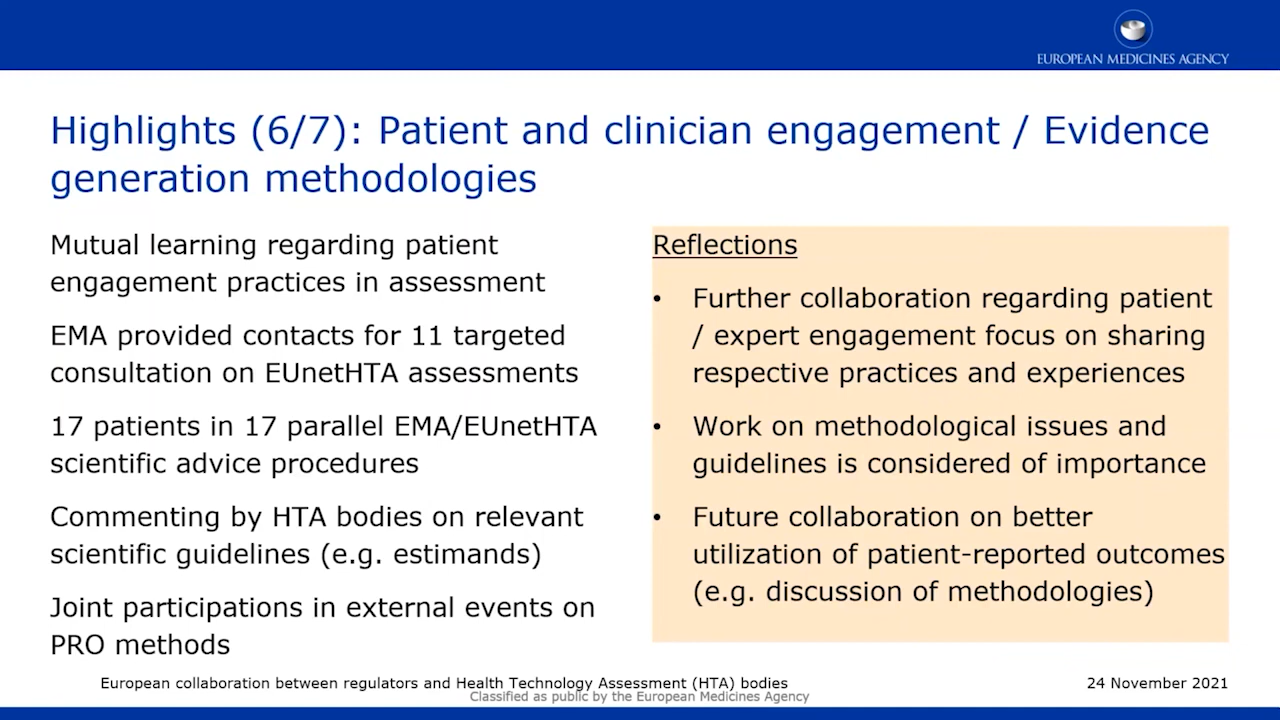 EUROPEAN MEDICINES AGENCY
Highlights (6/7): Patient and clinician engagement / Evidence
generation methodologies
Mutual learning regarding patient
engagement practices in assessment
EMA provided contacts for 11 targeted
consultation on EUnetHTA assessments
17 patients in 17 parallel EMA/EUnetHTA
scientific advice procedures
Commenting by HTA bodies on relevant
scientific guidelines (e.g. estimands)
Joint participations in external events on
PRO methods
Reflections
• Further collaboration regarding patient
/ expert engagement focus on sharing
respective practices and experiences
• Work on methodological issues and
guidelines is considered of importance
• Future collaboration on better
utilization of patient-reported outcomes
(e.g. discussion of methodologies)
European collaboration between regulators and Health Technology Assessment (HTA) bodies
24 November 2021
Classified as public by the European Medicines Agency